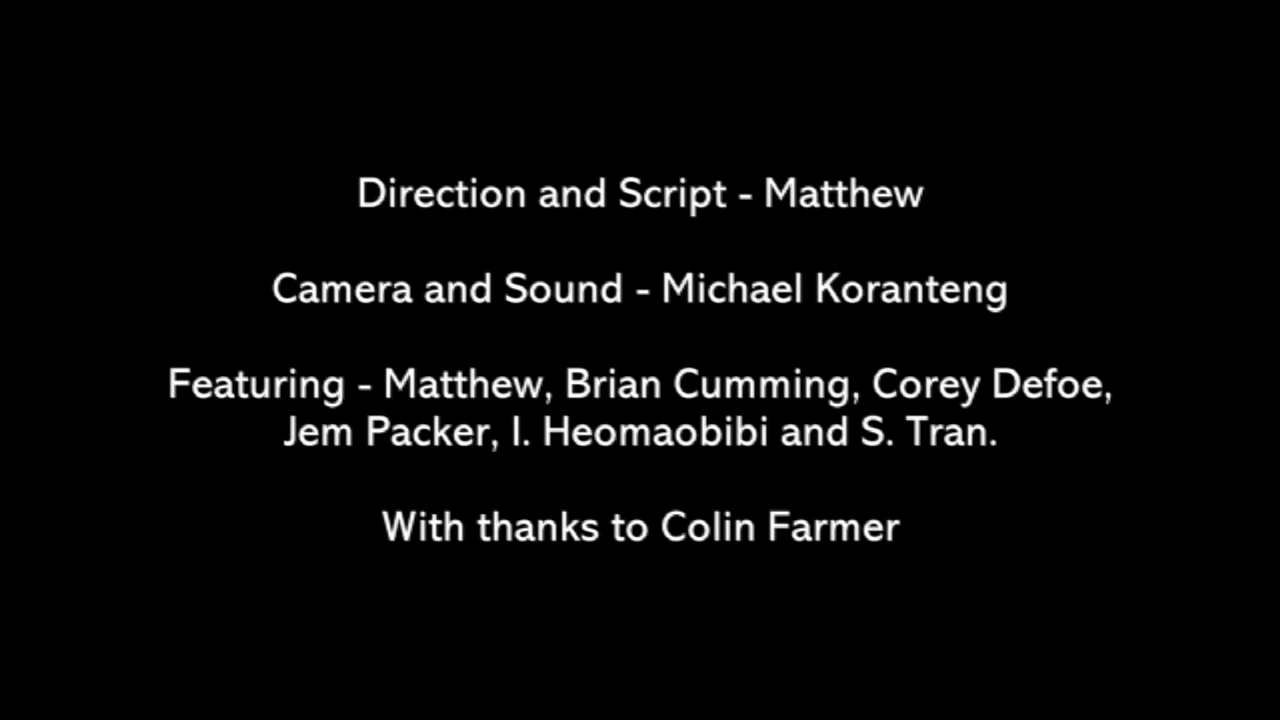 Direction and Script - Matthew
Camera and Sound - Michael Koranteng
Featuring - Matthew, Brian Cumming, Corey Defoe,
Jem Packer, I. Heomaobibi and S. Tran.
With thanks to Colin Farmer